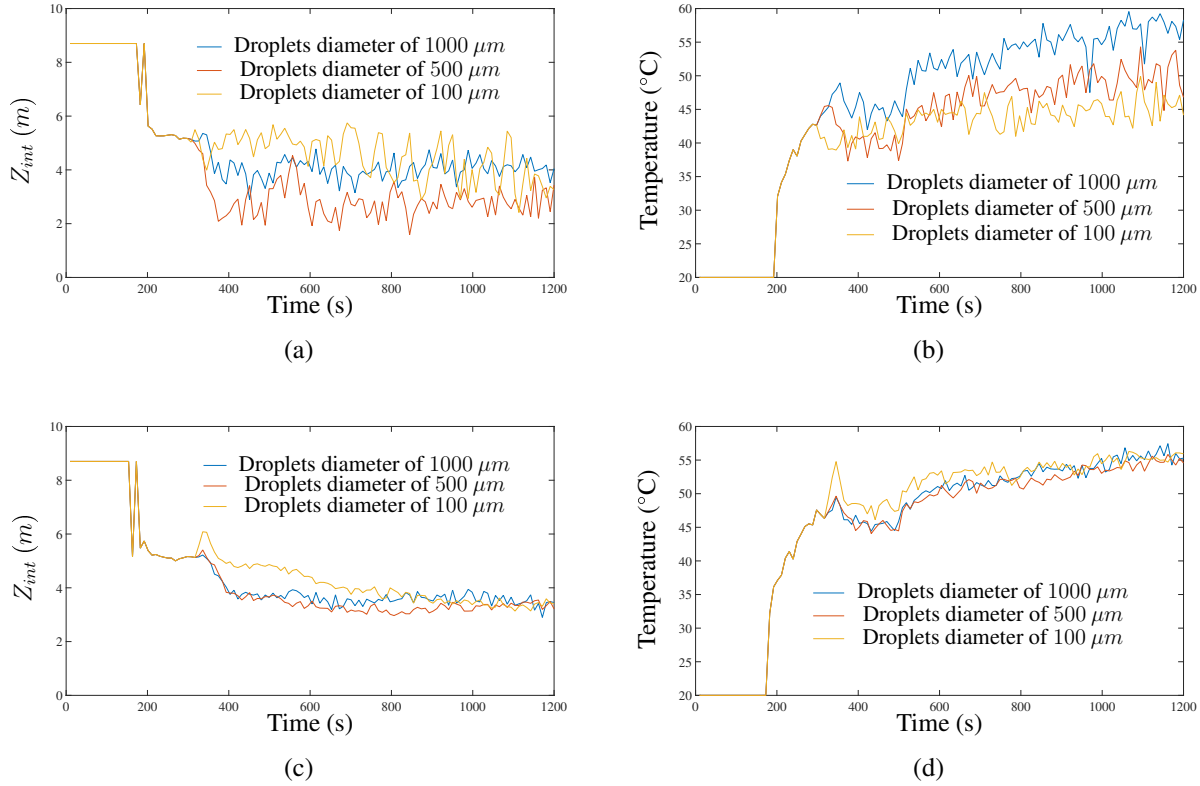 10
8
6
4
2
0
Z_int (m)
Droplets diameter of 1000 μm
Droplets diameter of 500 μm
Droplets diameter of 100 μm
0 200 400 600 800 1000 1200
Time (s)
(a)
60
55
50
45
40
35
30
25
20
Temperature (°C)
Droplets diameter of 1000 μm
Droplets diameter of 500 μm
Droplets diameter of 100 μm
0 200 400 600 800 1000 1200
Time (s)
(b)
10
8
6
4
2
0
Z_int (m)
Droplets diameter of 1000 μm
Droplets diameter of 500 μm
Droplets diameter of 100 μm
0 200 400 600 800 1000 1200
Time (s)
(c)
60
55
50
45
40
35
30
25
20
Temperature (°C)
Droplets diameter of 1000 μm
Droplets diameter of 500 μm
Droplets diameter of 100 μm
0 200 400 600 800 1000 1200
Time (s)
(d)